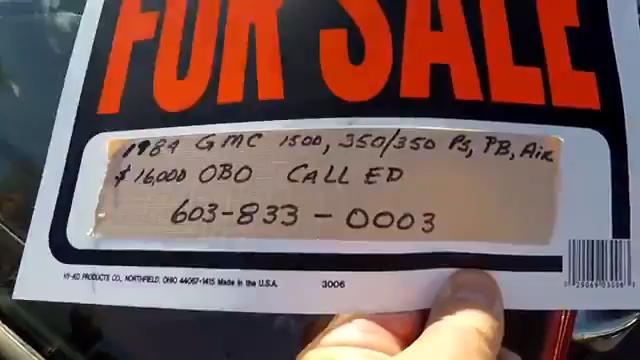 FOR SALE
1984 GMC 1500, 350/350 PS, PB, Air
$16,000 OBO CALL ED
603-833-0003
HY-KO PRODUCTS CO., NORTHFIELD, OHIO 44067-1415 Made in the U.S.A. 3006